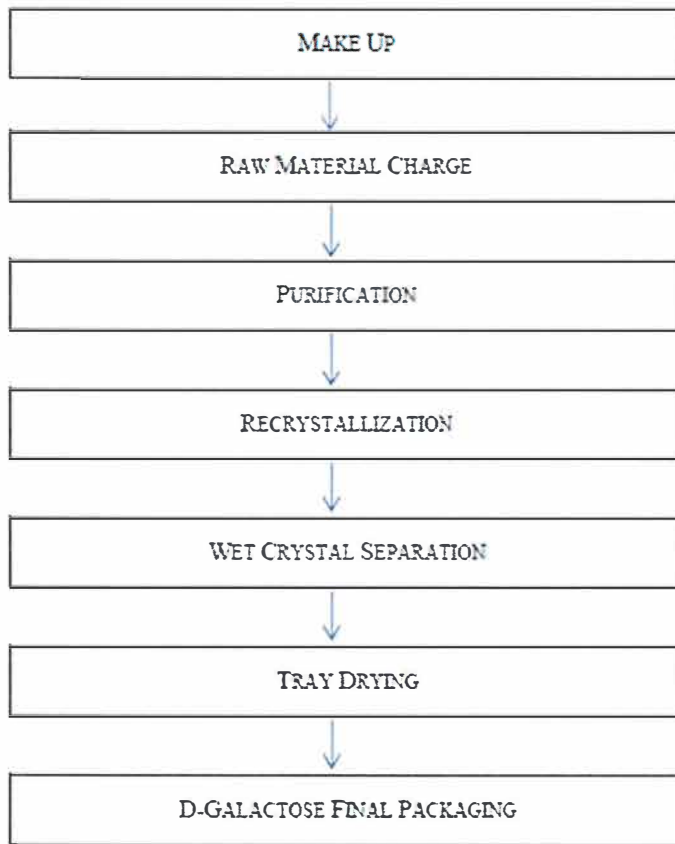 MAKE UP
RAW MATERIAL CHARGE
PURIFICATION
RECRYSTALLIZATION
WET CRYSTAL SEPARATION
TRAY DRYING
D-GALACTOSE FINAL PACKAGING